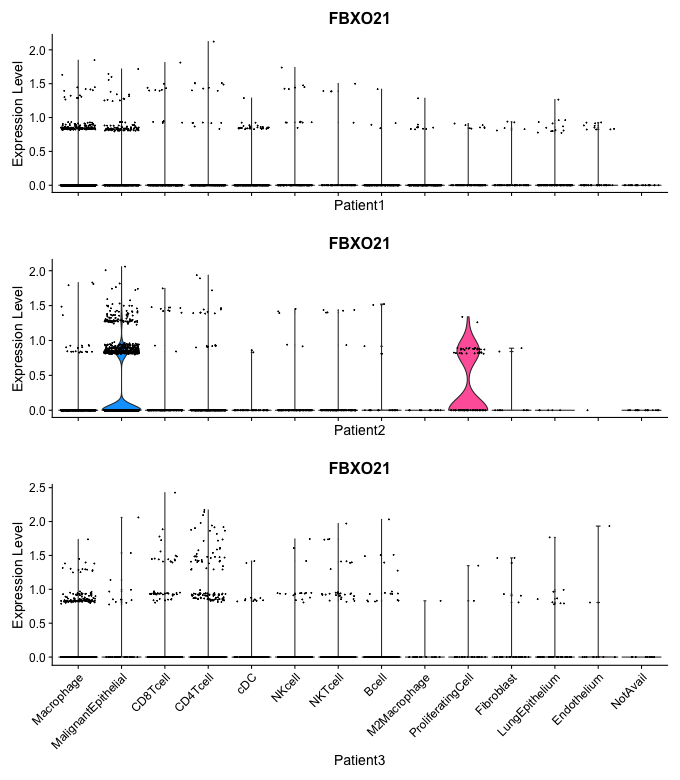 FBXO21
Expression Level
2.0
1.5
1.0
0.5
0.0
Patient1
FBXO21
Expression Level
2.0
1.5
1.0
0.5
0.0
Patient2
FBXO21
Expression Level
2.5
2.0
1.5
1.0
0.5
0.0
Macrophage
MalignantEpithelial
CD8Tcell
CD4Tcell
cDC
NKcell
NKTcell
Bcell
M2Macrophage
ProliferatingCell
Fibroblast
LungEpithelium
Endothelium
NotAvail
Patient3